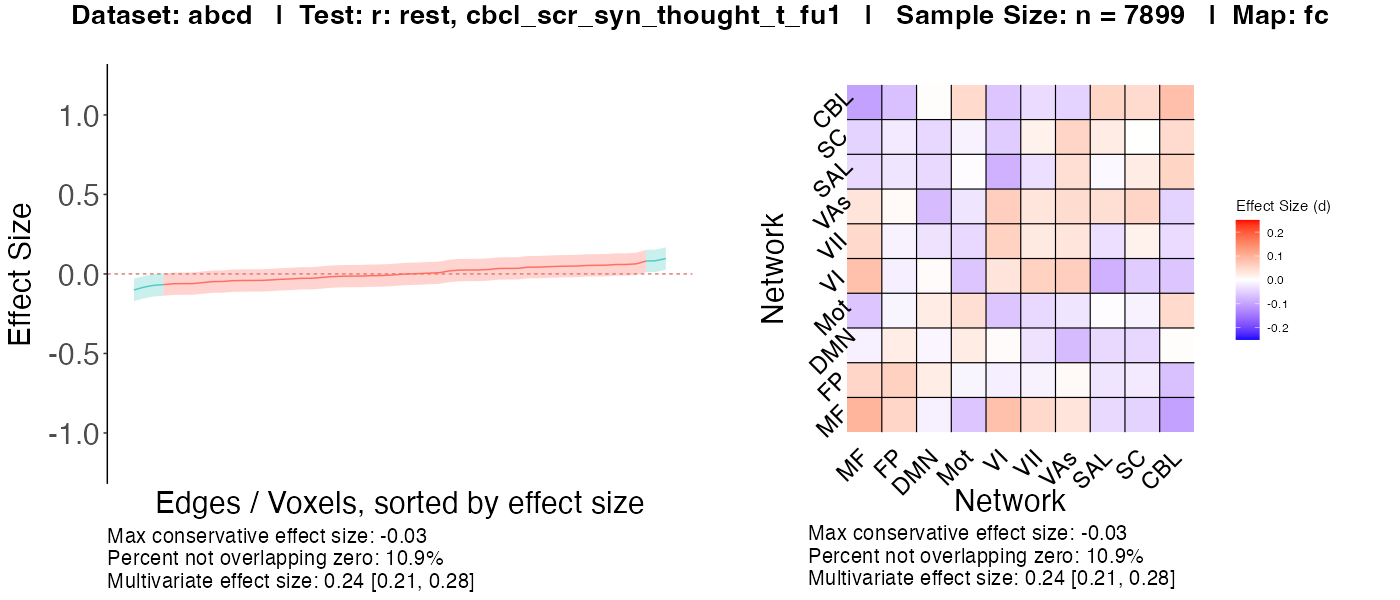 Dataset: abcd | Test: r: rest, cbcl_scr_syn_thought_t_fu1 | Sample Size: n = 7899 | Map: fc
Effect Size
1.0
0.5
0.0
-0.5
-1.0
Edges / Voxels, sorted by effect size
Max conservative effect size: -0.03
Percent not overlapping zero: 10.9%
Multivariate effect size: 0.24 [0.21, 0.28]
Network
CBL
SC
SAL
VAs
VII
VI
Mot
DMN
FP
MF
MF
FP
DMN
Mot
VI
VII
VAs
SAL
SC
CBL
Network
Max conservative effect size: -0.03
Percent not overlapping zero: 10.9%
Multivariate effect size: 0.24 [0.21, 0.28]
Effect Size (d)
0.2
0.1
0.0
-0.1
-0.2